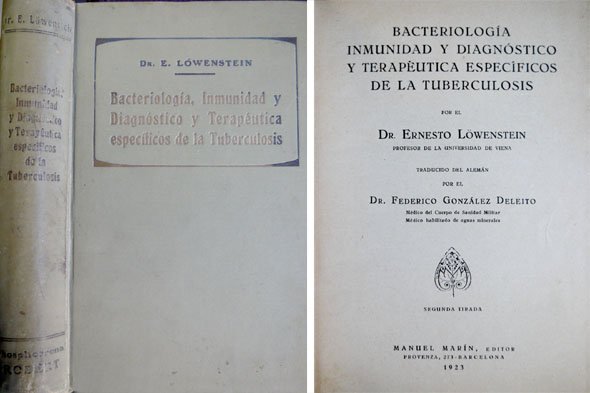 Dr. E. Löwenstein
Bacteriología,
Inmunidad
y Diagnóstico
y Terapéutica
específicos
de la
Tuberculosis
Phosphorrenal
ROBERT
DR. E. LÖWENSTEIN
Bacteriología, Inmunidad y
Diagnóstico y Terapéutica
específicos de la Tuberculosis
BACTERIOLOGÍA
INMUNIDAD Y DIAGNÓSTICO
Y TERAPÉUTICA ESPECÍFICOS
DE LA TUBERCULOSIS
POR EL
DR. ERNESTO LÖWENSTEIN
PROFESOR DE LA UNIVERSIDAD DE VIENA
TRADUCIDO DEL ALEMÁN
POR EL
DR. FEDERICO GONZÁLEZ DELEITO
Médico del Cuerpo de Sanidad Militar
Médico habilitado de aguas minerales
SEGUNDA TIRADA
MANUEL MARÍN, EDITOR
PROVENZA, 273-BARCELONA
1923